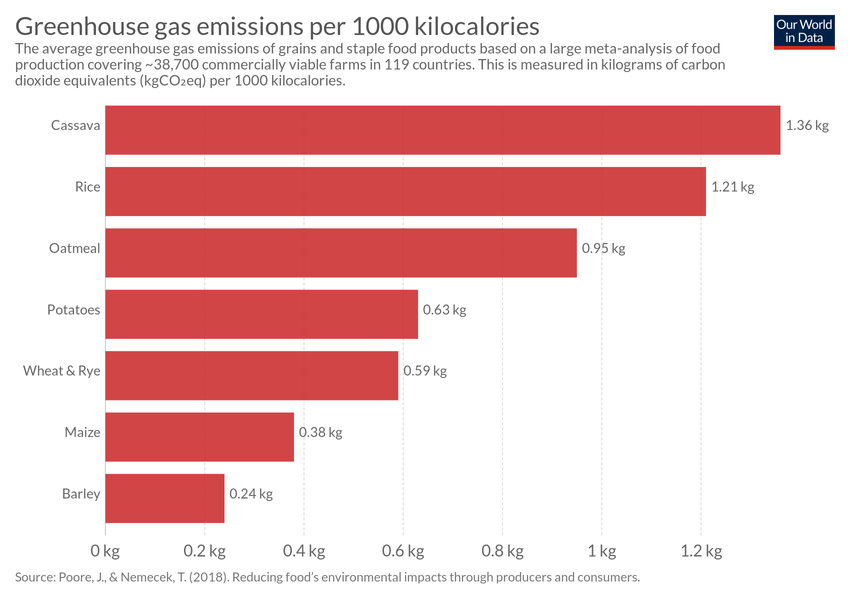 Greenhouse gas emissions per 1000 kilocalories
Our World
in Data
The average greenhouse gas emissions of grains and staple food products based on a large meta-analysis of food
production covering ~38,700 commercially viable farms in 119 countries. This is measured in kilograms of carbon
dioxide equivalents (kgCO₂eq) per 1000 kilocalories.
Cassava 1.36 kg
Rice 1.21 kg
Oatmeal 0.95 kg
Potatoes 0.63 kg
Wheat & Rye 0.59 kg
Maize 0.38 kg
Barley 0.24 kg
0 kg 0.2 kg 0.4 kg 0.6 kg 0.8 kg 1 kg 1.2 kg
Source: Poore, J., & Nemecek, T. (2018). Reducing food's environmental impacts through producers and consumers.